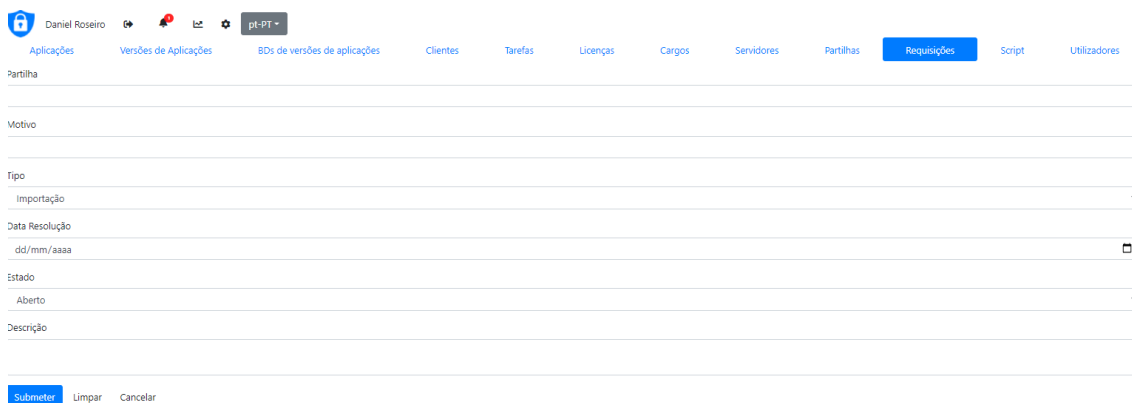 Daniel Roseiro pt-PT
Aplicações Versões de Aplicações BDs de versões de aplicações Clientes Tarefas Licenças Cargos Servidores Partilhas Requisições Script Utilizadores
Partilha
Motivo
Tipo
Importação
Data Resolução
dd/mm/aaaa
Estado
Aberto
Descrição
Submeter Limpar Cancelar